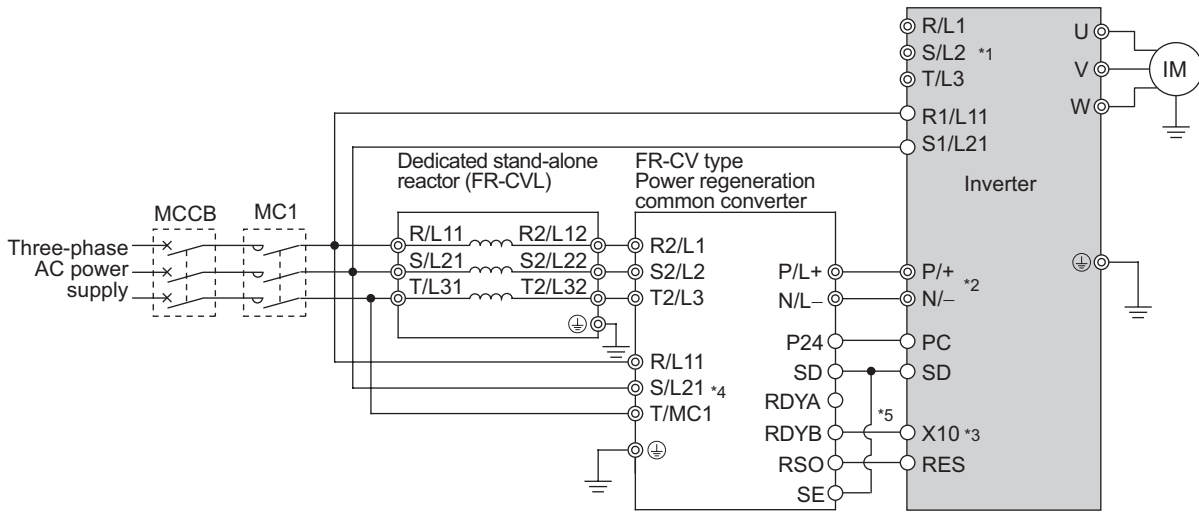 R/L1
S/L2 *1
T/L3
R1/L11
S1/L21
U
V
W
IM
Inverter
Dedicated stand-alone
reactor (FR-CVL)
FR-CV type
Power regeneration
common converter
MCCB
MC1
Three-phase
AC power
supply
R/L11
R2/L12
S/L21
S2/L22
T/L31
T2/L32
R2/L1
S2/L2
T2/L3
P/L+
N/L−
P/+
N/−
*2
P24
PC
SD
SD
R/L11
S/L21 *4
T/MC1
RDYA
*5
RDYB
X10 *3
RSO
RES
SE